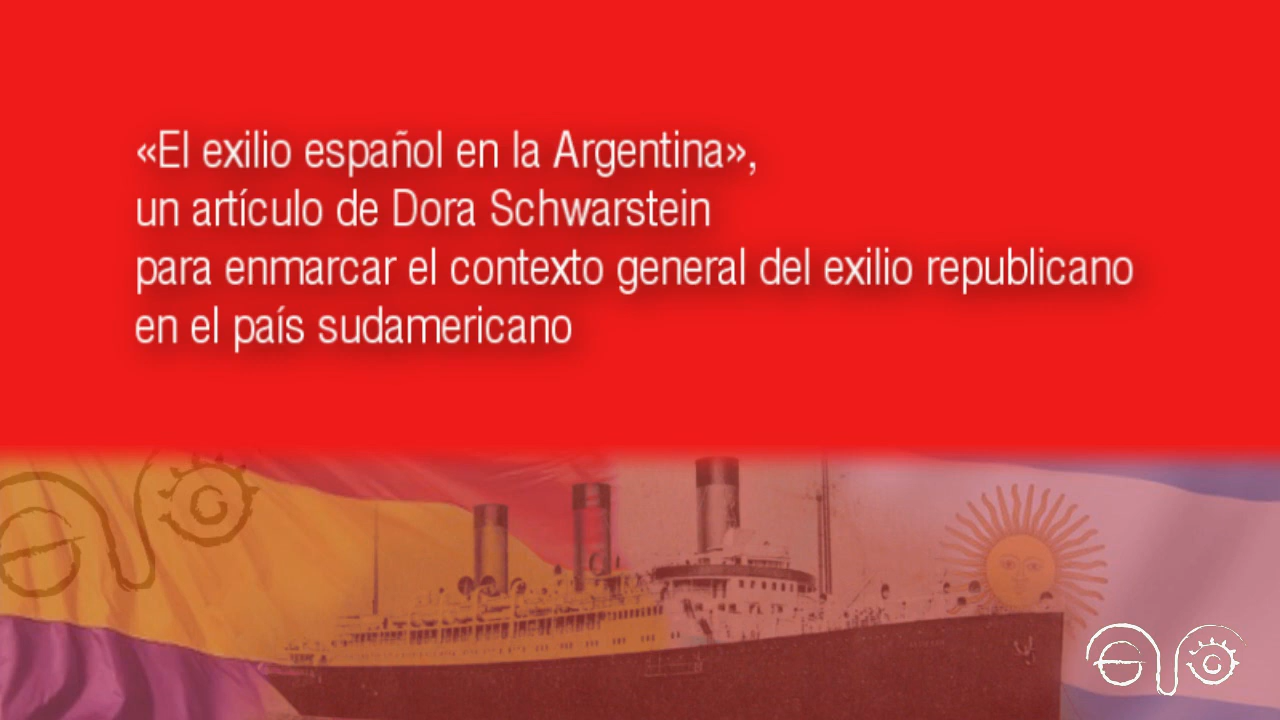 «El exilio español en la Argentina»,
un artículo de Dora Schwarstein
para enmarcar el contexto general del exilio republicano
en el país sudamericano